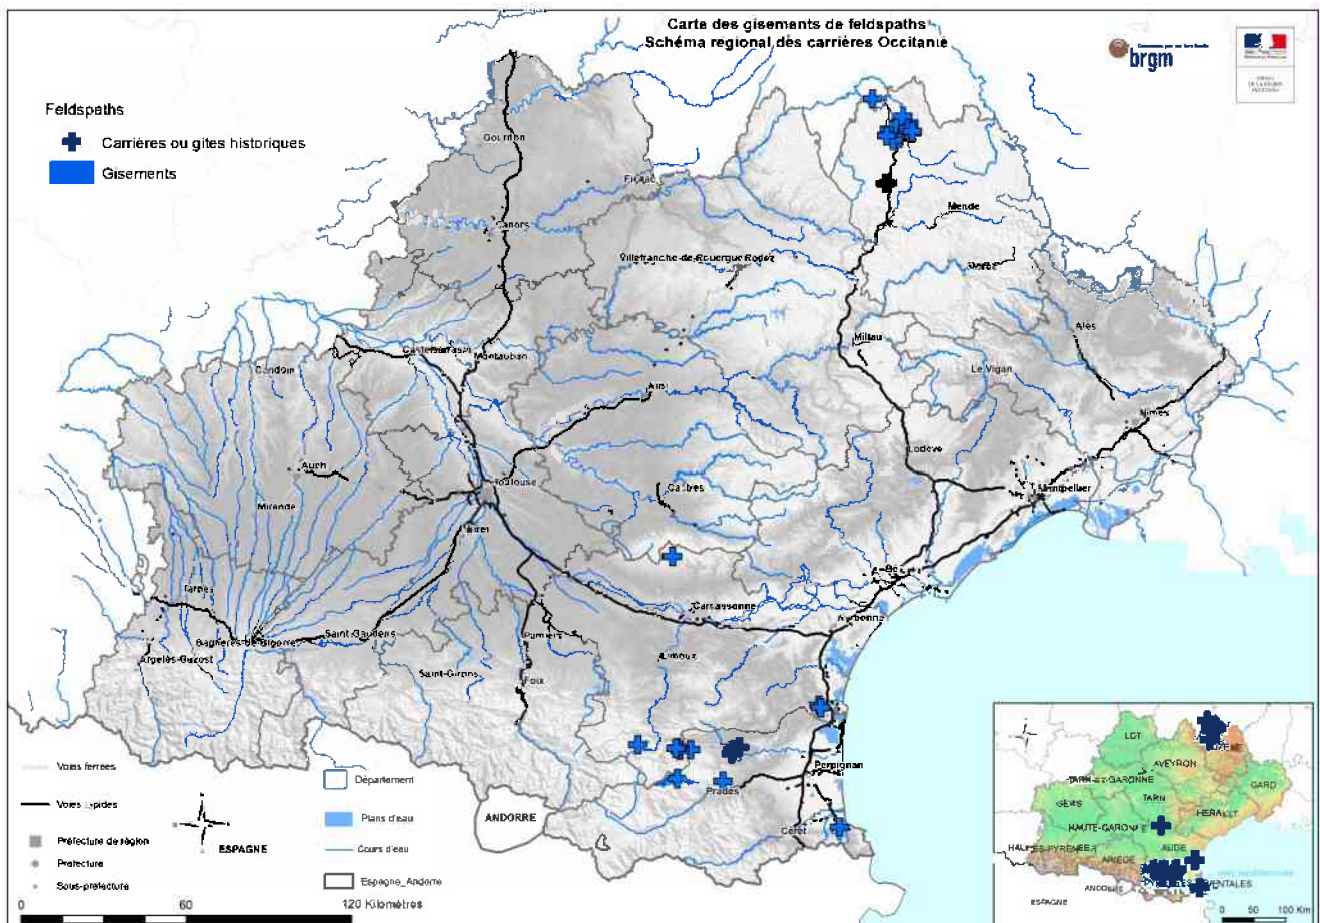 Carte des gisements de feldspaths
Schéma regional des carrières Occitanie
brgm
Feldspaths
Carrières ou gites historiques
Gisements
Gourdon
Figeac
Cahors
Mende
Villefranche-de-Rouergue Rodez
Millau
Alès
Le Vigan
Castelsarrasin
Montauban
Condom
Albi
Nîmes
Lodève
Auch
Toulouse
Castres
Montpellier
Mirande
Muret
Bé
Tarbes
Carcassonne
Narbonne
Bagnères-de-Bigorre
Saint-Gaudens
Pamiers
Limoux
Argelès-Gazost
Saint-Girons
Foix
Perpignan
Prades
Céret
ANDORRE
ESPAGNE
Voies ferrées
Voies rapides
Préfecture de région
Préfecture
Sous-préfecture
Département
Plans d'eau
Cours d'eau
Espagne_Andorre
0 60 120 Kilomètres
LOT
AVEYRON
TARN-ET-GARONNE
GARD
TARN
GERS
HERAULT
HAUTE-GARONNE
AUDE
ARIEGE
ESPAGNE
0 50 100 Km